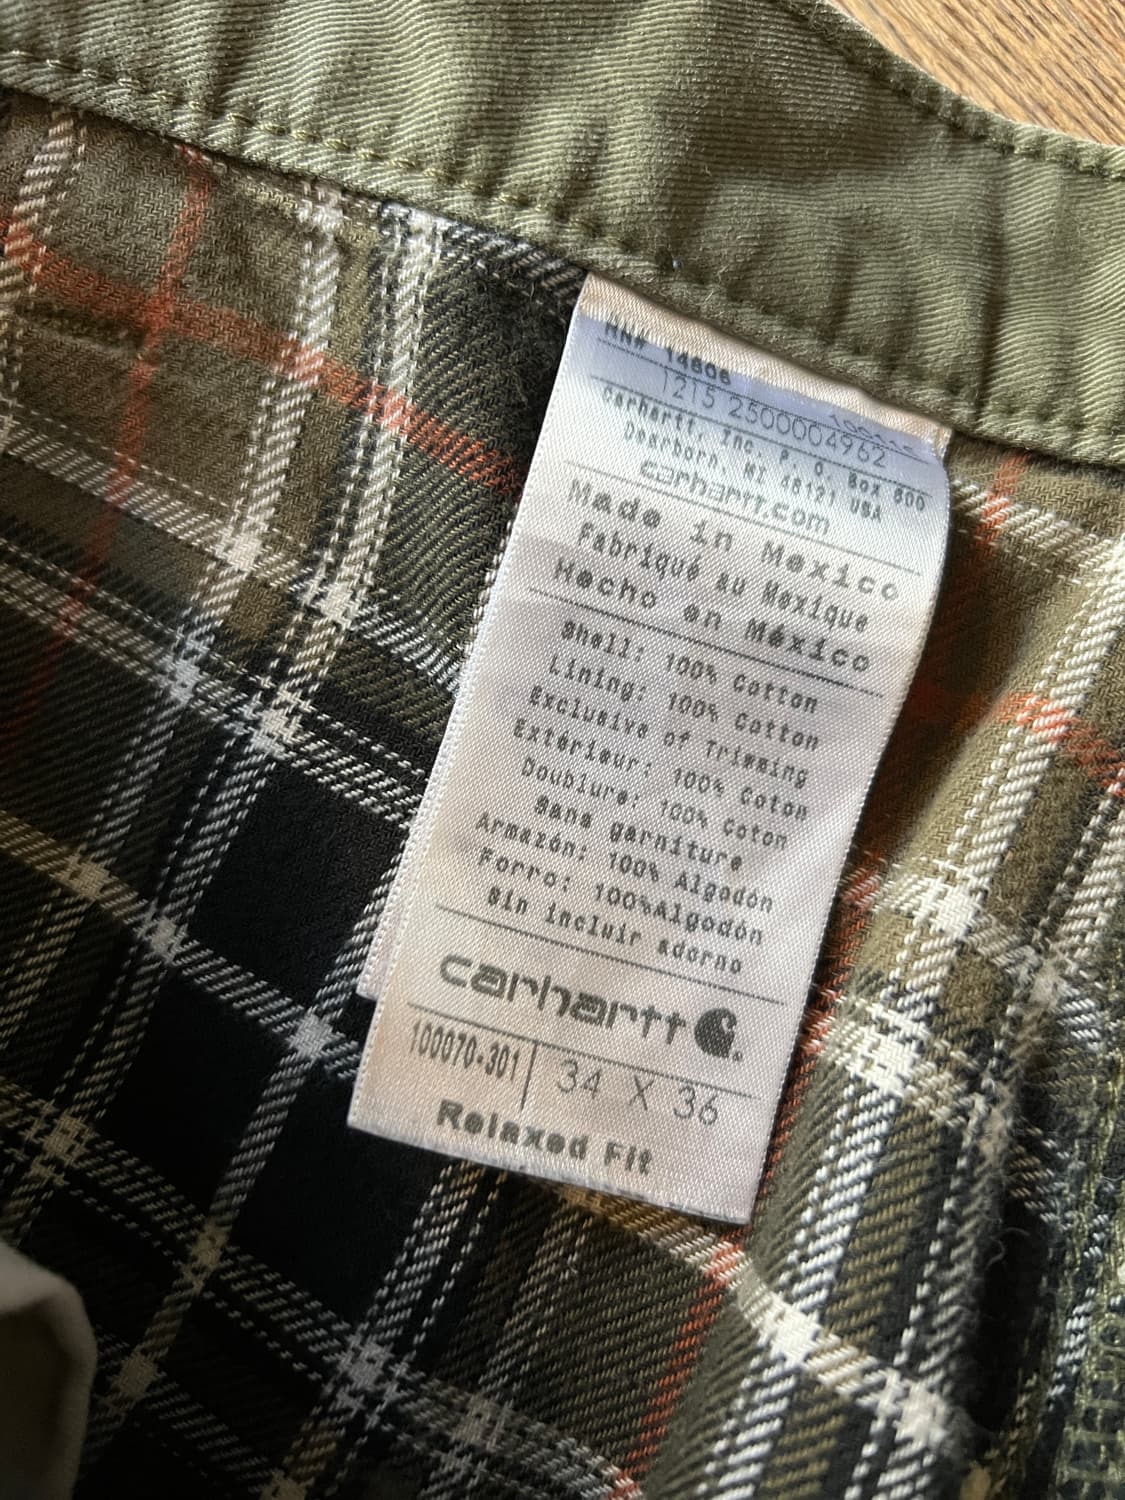 RN# 14806
1215 2500004962
Carhartt, Inc. P. O. Box 600
Dearborn, MI 48121 USA
carhartt.com
Made in Mexico
Fabriqué au Mexique
Hecho en México
Shell: 100% Cotton
Lining: 100% Cotton
Exclusive of Trimming
Extérieur: 100% Coton
Doublure: 100% Coton
Sans garniture
Armazón: 100% Algodón
Forro: 100%Algodón
Sin incluir adorno
carhartt
100070-301 34 X 36
Relaxed Fit